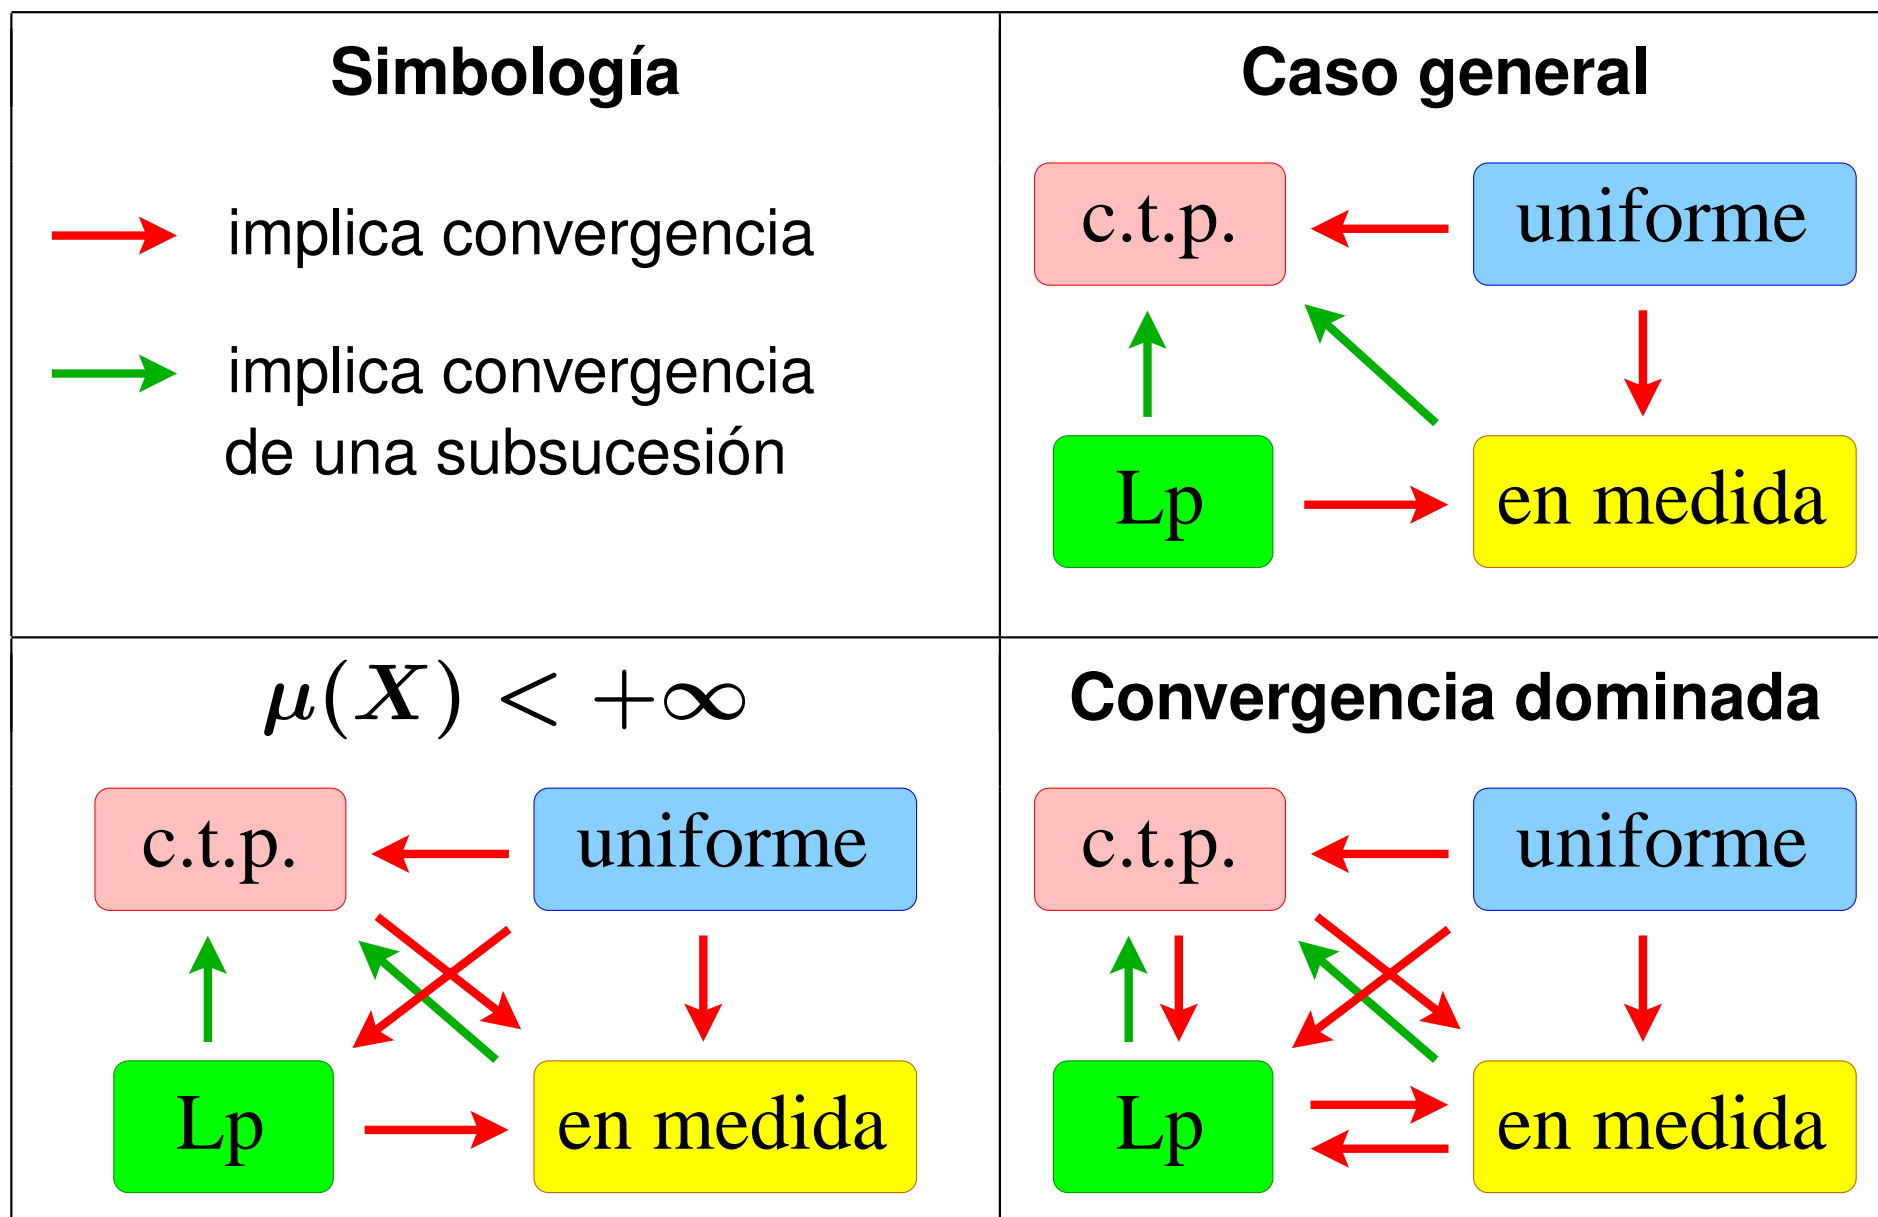 Simbología
implica convergencia
implica convergencia
de una subsucesión
Caso general
c.t.p.
uniforme
Lp
en medida
μ(X) < +∞
c.t.p.
uniforme
Lp
en medida
Convergencia dominada
c.t.p.
uniforme
Lp
en medida